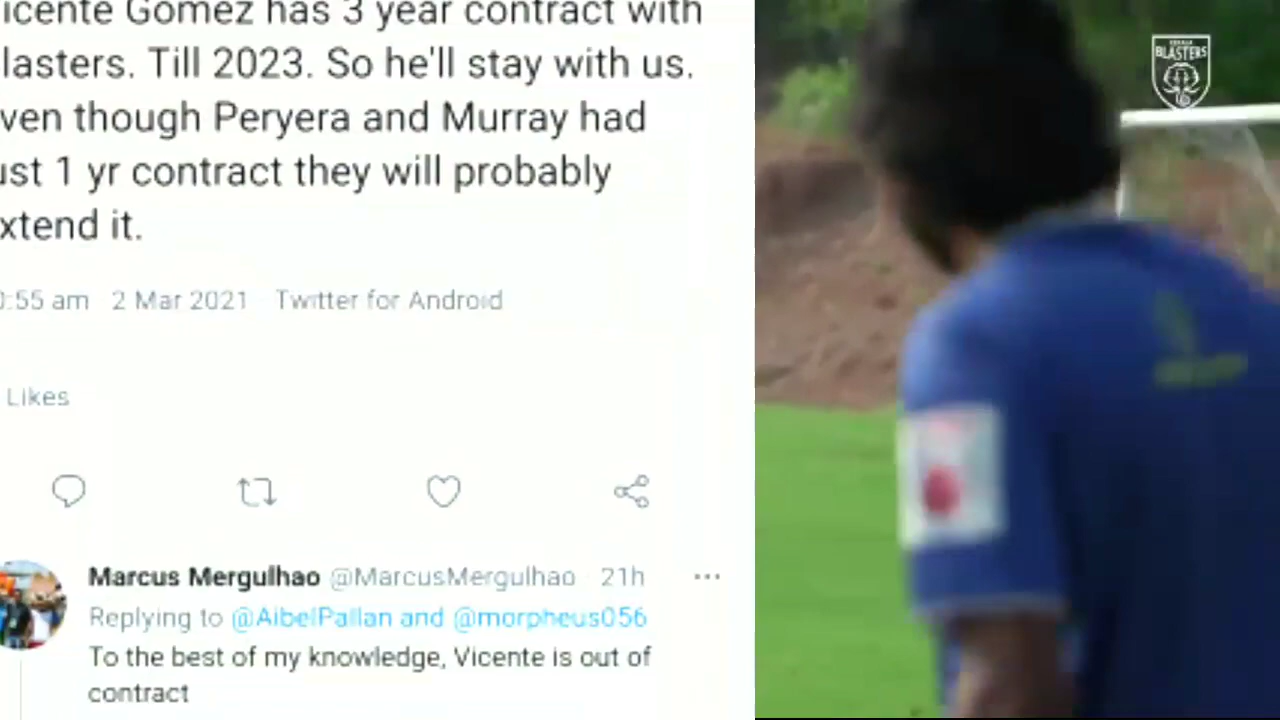 icente Gomez has 3 year contract with
lasters. Till 2023. So he'll stay with us.
ven though Peryera and Murray had
ust 1 yr contract they will probably
xtend it.
:55 am · 2 Mar 2021 · Twitter for Android
Likes
Marcus Mergulhao @MarcusMergulhao · 21h
Replying to @AibelPallan and @morpheus056
To the best of my knowledge, Vicente is out of
contract
BLASTERS